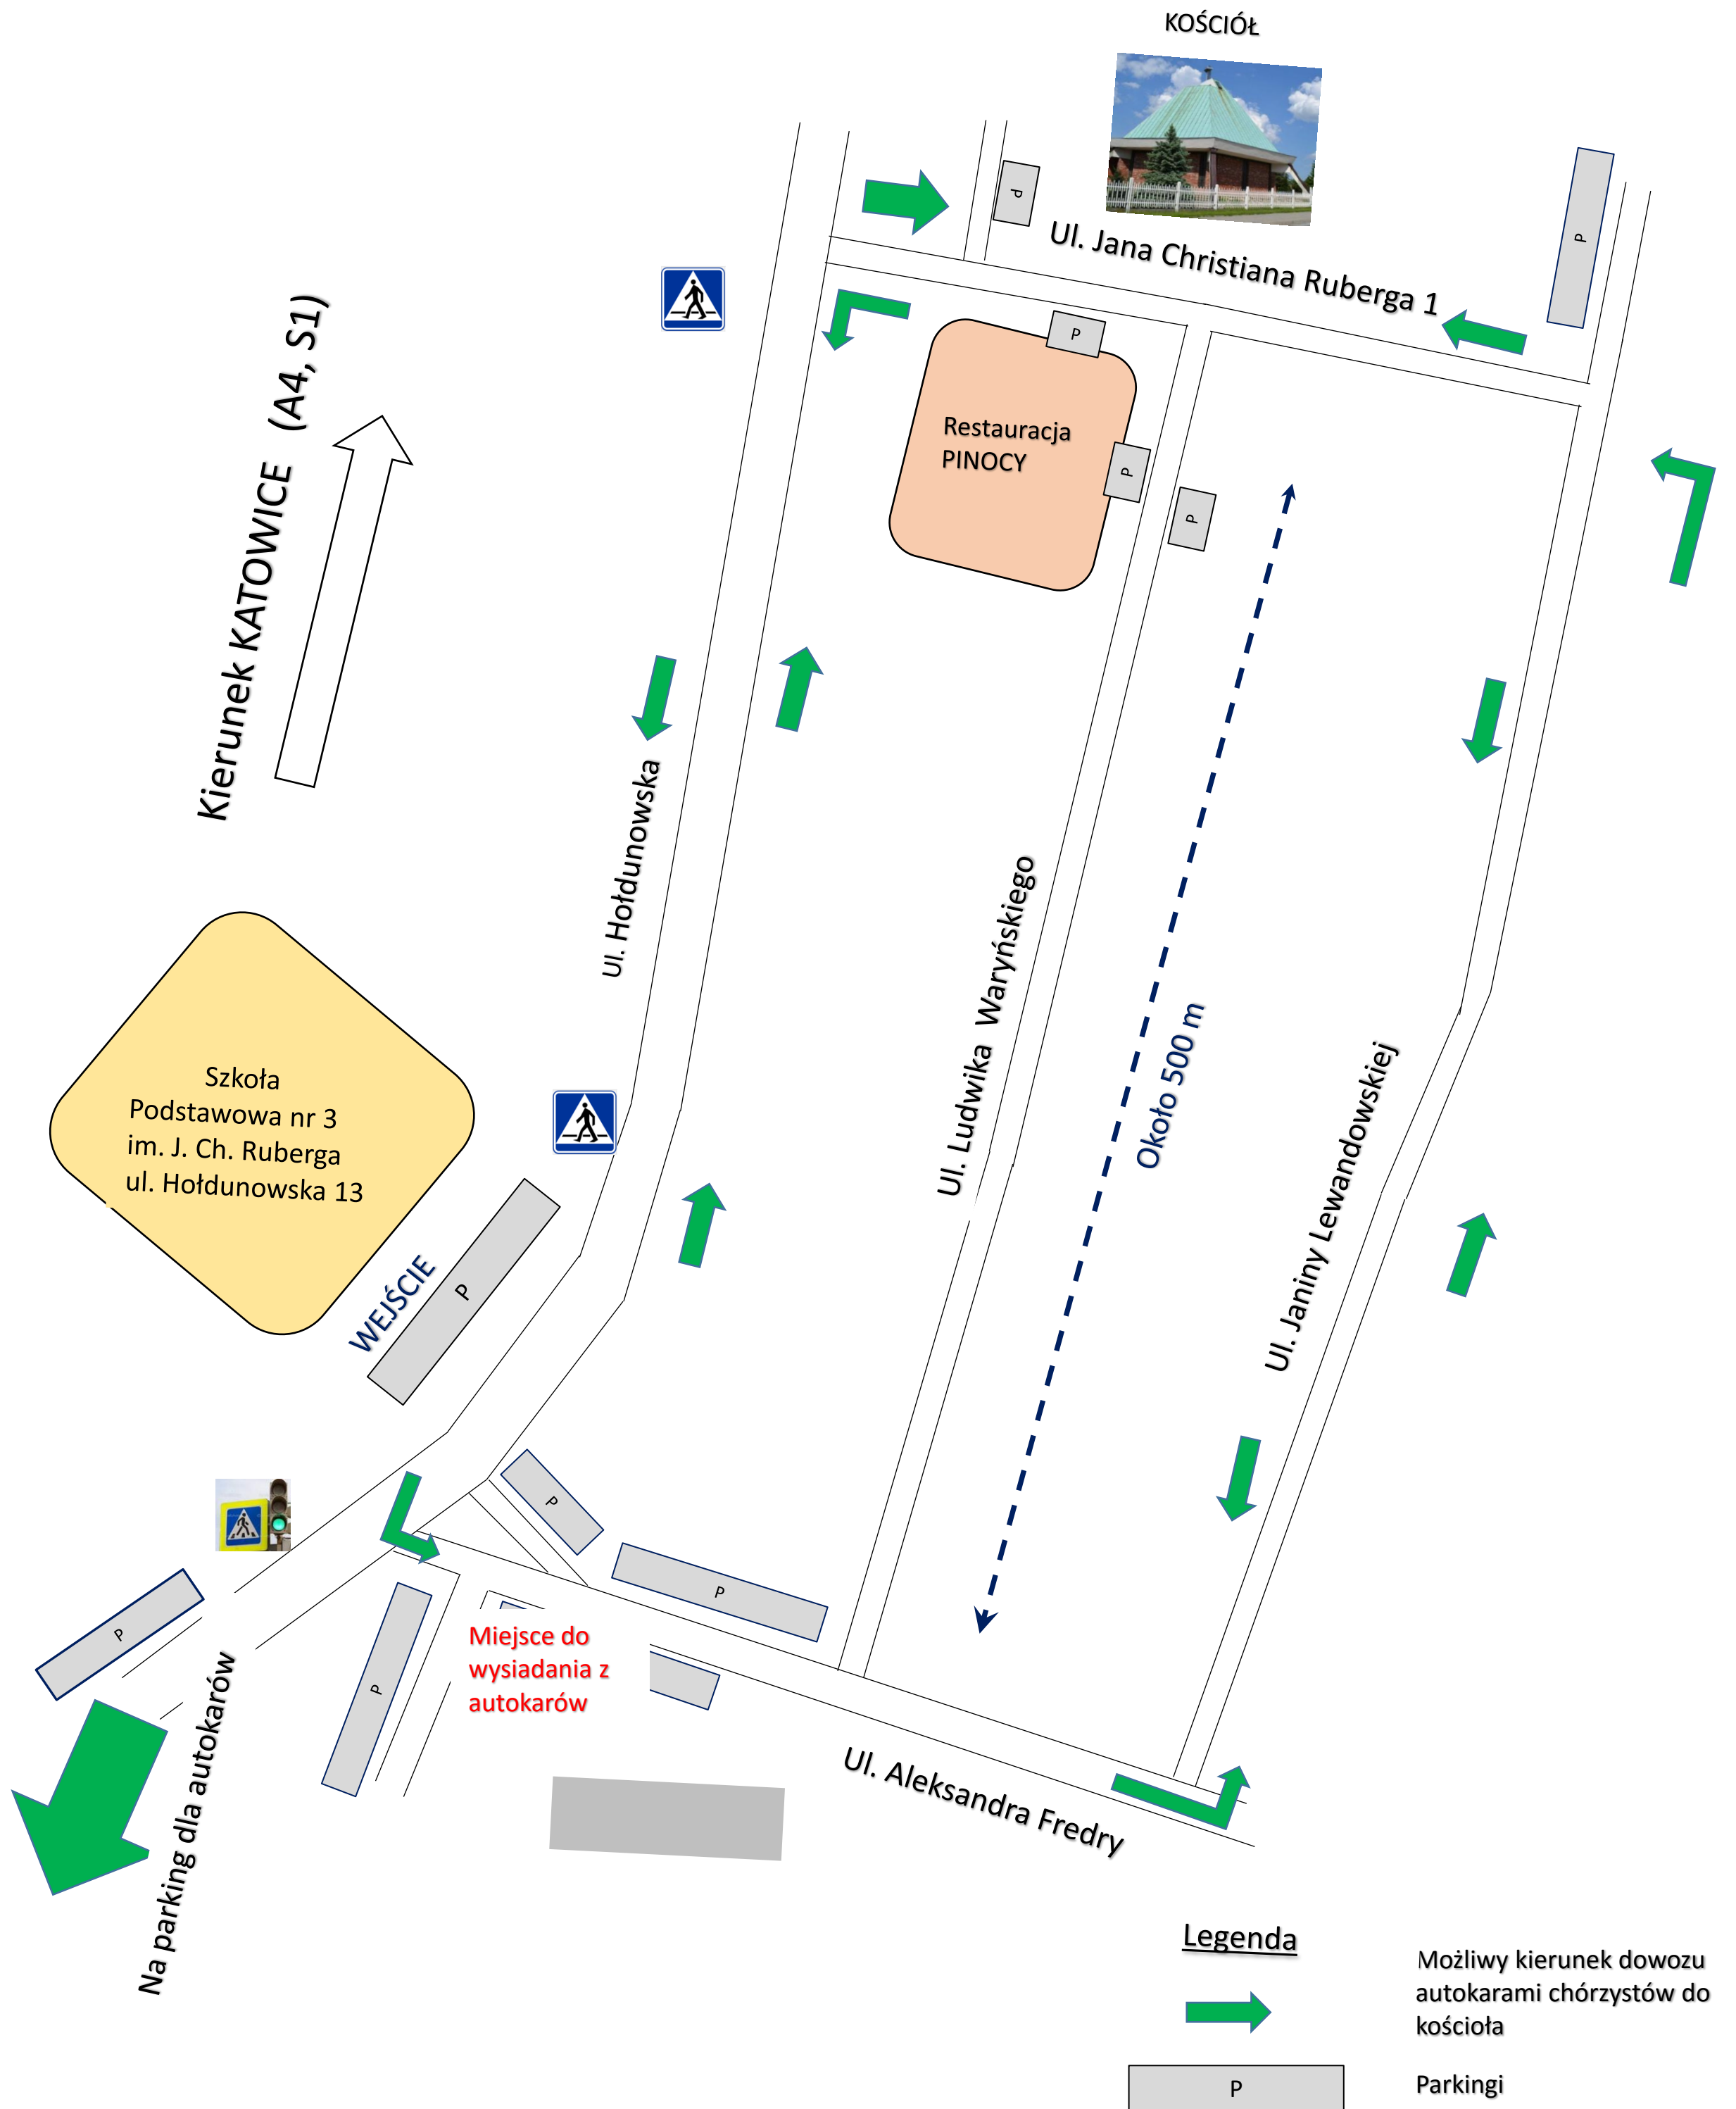 KOŚCIÓŁ
P
P
Ul. Jana Christiana Ruberga 1
Kierunek KATOWICE (A4, S1)
P
Restauracja
PINOCY
P
P
Ul. Hołdunowska
Ul. Ludwika Waryńskiego
Około 500 m
Ul. Janiny Lewandowskiej
Szkoła
Podstawowa nr 3
im. J. Ch. Ruberga
ul. Hołdunowska 13
WEJŚCIE
P
P
P
P
P
Miejsce do
wysiadania z
autokarów
Na parking dla autokarów
Ul. Aleksandra Fredry
Legenda
Możliwy kierunek dowozu
autokarami chórzystów do
kościoła
P
Parkingi